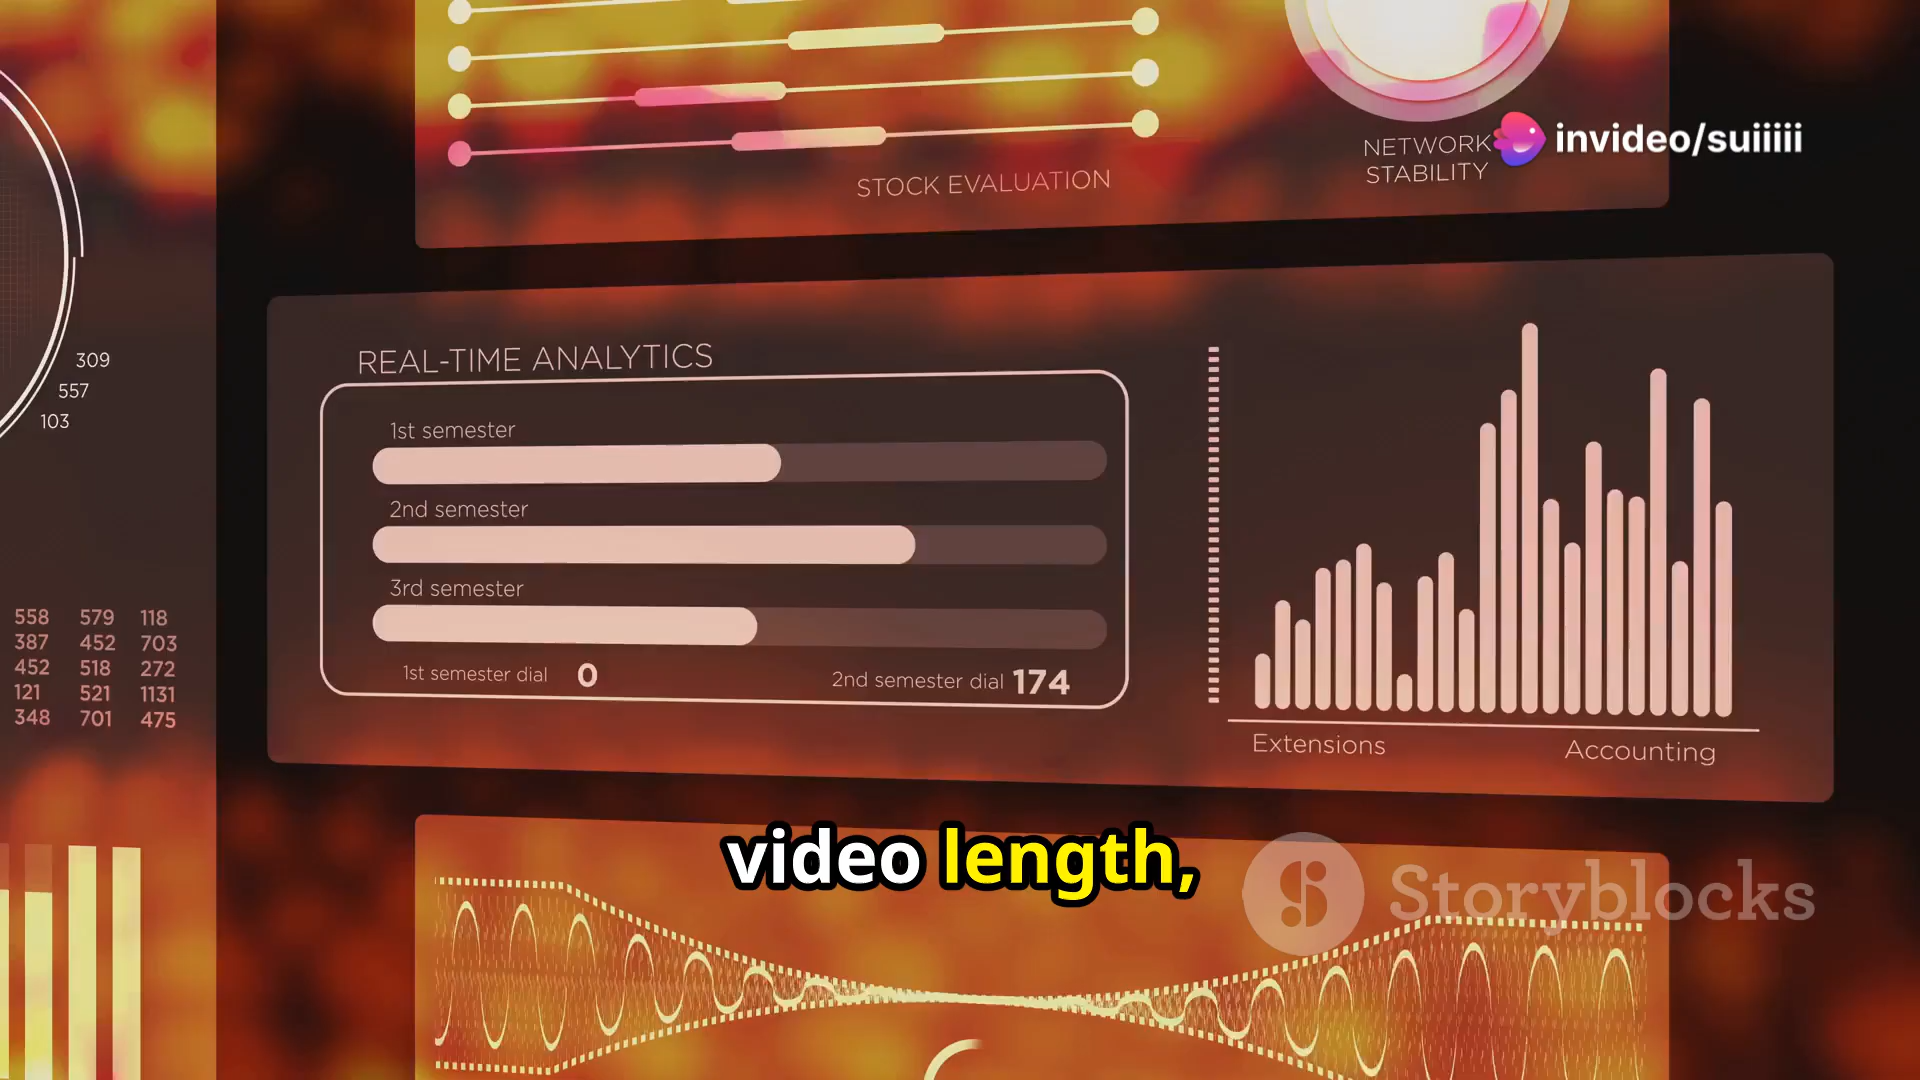 STOCK EVALUATION
NETWORK
STABILITY
invideo/suiiiii
309
557
103
REAL-TIME ANALYTICS
1st semester
2nd semester
3rd semester
1st semester dial 0
2nd semester dial 174
558 579 118
387 452 703
452 518 272
121 521 1131
348 701 475
Extensions
Accounting
video length,
Storyblocks